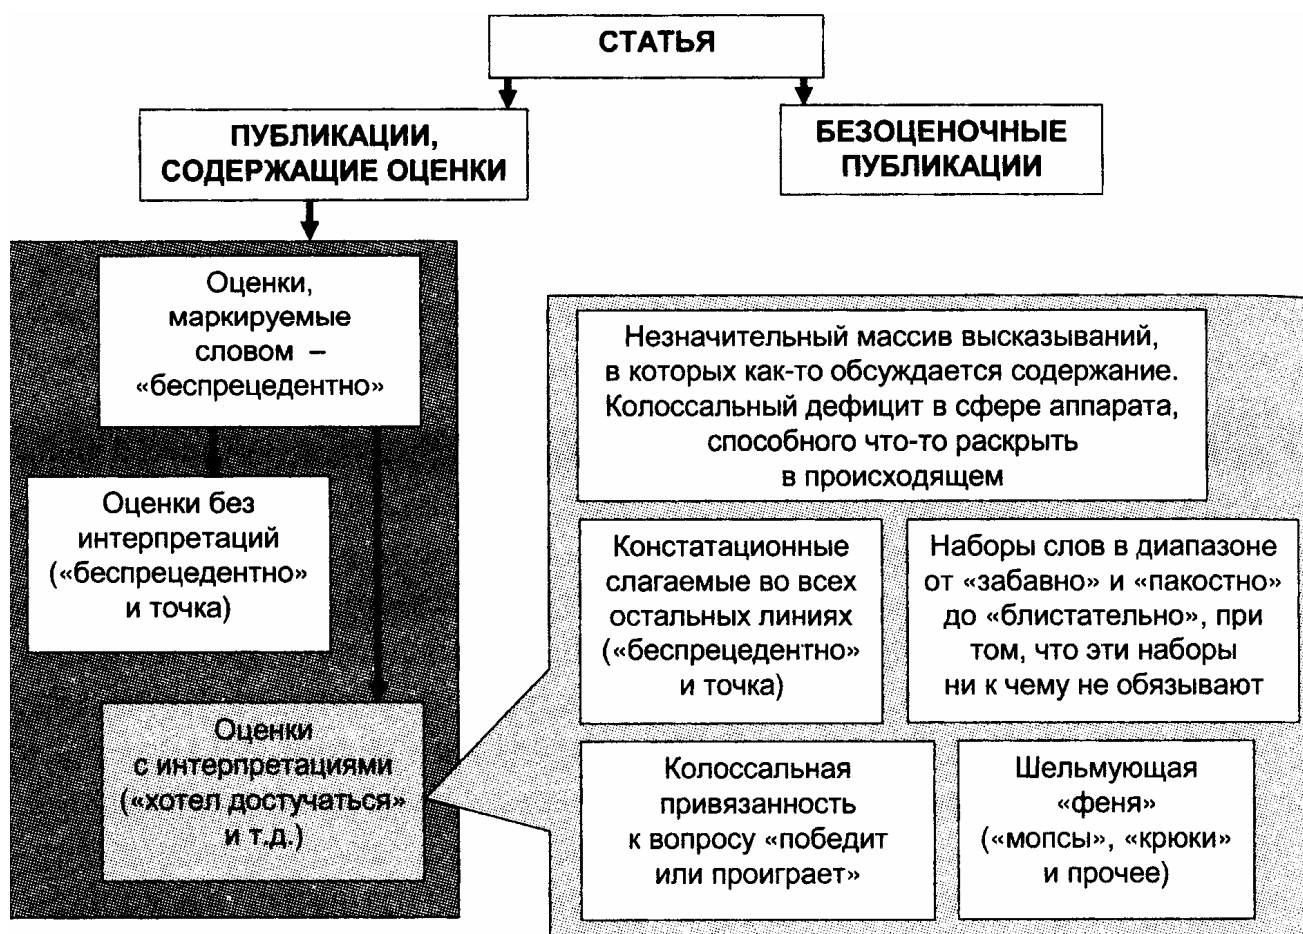 СТАТЬЯ
ПУБЛИКАЦИИ,
СОДЕРЖАЩИЕ ОЦЕНКИ
БЕЗОЦЕНОЧНЫЕ
ПУБЛИКАЦИИ
Оценки,
маркируемые
словом –
«беспрецедентно»
Оценки без
интерпретаций
(«беспрецедентно»
и точка)
Оценки
с интерпретациями
(«хотел достучаться»
и т.д.)
Незначительный массив высказываний,
в которых как-то обсуждается содержание.
Колоссальный дефицит в сфере аппарата,
способного что-то раскрыть
в происходящем
Констатационные
слагаемые во всех
остальных линиях
(«беспрецедентно»
и точка)
Наборы слов в диапазоне
от «забавно» и «пакостно»
до «блистательно», при
том, что эти наборы
ни к чему не обязывают
Колоссальная
привязанность
к вопросу «победит
или проиграет»
Шельмующая
«феня»
(«мопсы», «крюки»
и прочее)